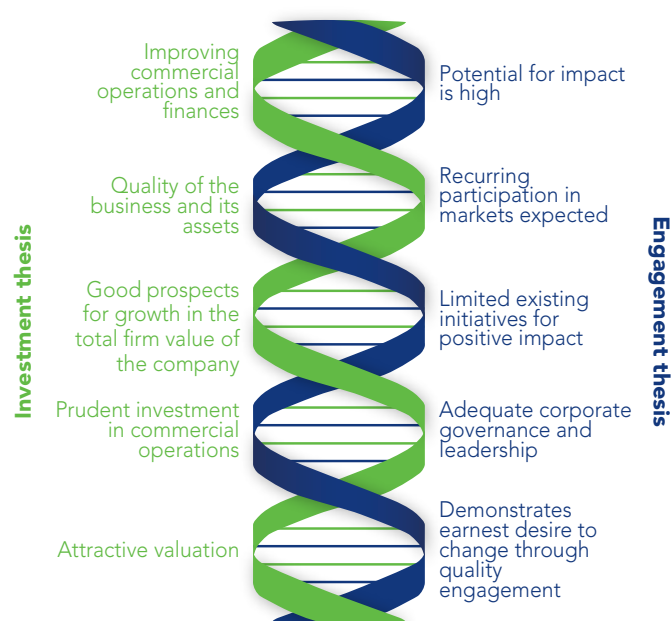 Investment thesis
Improving
commercial
operations and
finances
Quality of the
business and its
assets
Good prospects
for growth in the
total firm value of
the company
Prudent investment
in commercial
operations
Attractive valuation
Potential for impact
is high
Recurring
participation in
markets expected
Limited existing
initiatives for
positive impact
Adequate corporate
governance and
leadership
Demonstrates
earnest desire to
change through
quality
engagement
Engagement thesis